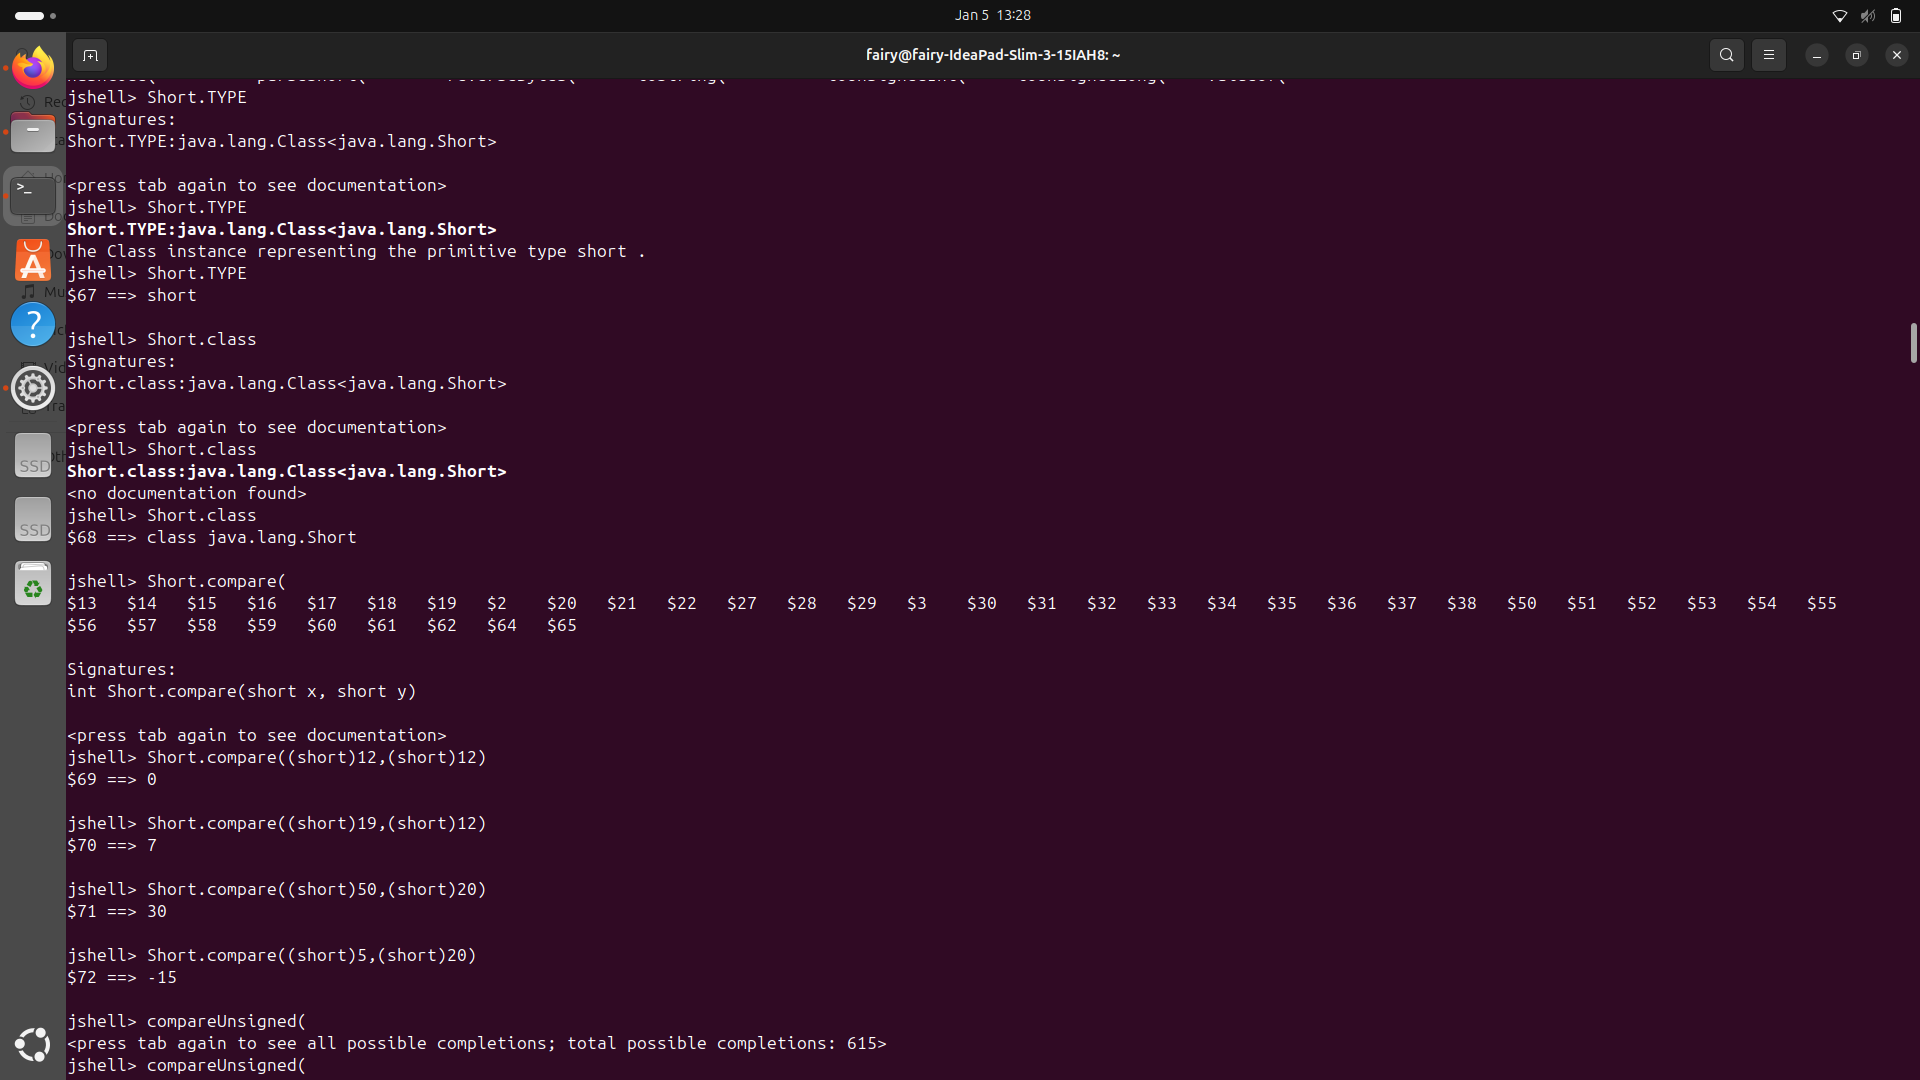 Jan 5 13:28
fairy@fairy-IdeaPad-Slim-3-15IAH8: ~
jshell> Short.TYPE
Signatures:
Short.TYPE:java.lang.Class<java.lang.Short>
<press tab again to see documentation>
jshell> Short.TYPE
Short.TYPE:java.lang.Class<java.lang.Short>
The Class instance representing the primitive type short .
jshell> Short.TYPE
$67 ==> short
jshell> Short.class
Signatures:
Short.class:java.lang.Class<java.lang.Short>
<press tab again to see documentation>
jshell> Short.class
Short.class:java.lang.Class<java.lang.Short>
<no documentation found>
jshell> Short.class
$68 ==> class java.lang.Short
jshell> Short.compare(
$13 $14 $15 $16 $17 $18 $19 $2 $20 $21 $22 $27 $28 $29 $3 $30 $31 $32 $33 $34 $35 $36 $37 $38 $50 $51 $52 $53 $54 $55
$56 $57 $58 $59 $60 $61 $62 $64 $65
Signatures:
int Short.compare(short x, short y)
<press tab again to see documentation>
jshell> Short.compare((short)12,(short)12)
$69 ==> 0
jshell> Short.compare((short)19,(short)12)
$70 ==> 7
jshell> Short.compare((short)50,(short)20)
$71 ==> 30
jshell> Short.compare((short)5,(short)20)
$72 ==> -15
jshell> compareUnsigned(
<press tab again to see all possible completions; total possible completions: 615>
jshell> compareUnsigned(
SSD
SSD